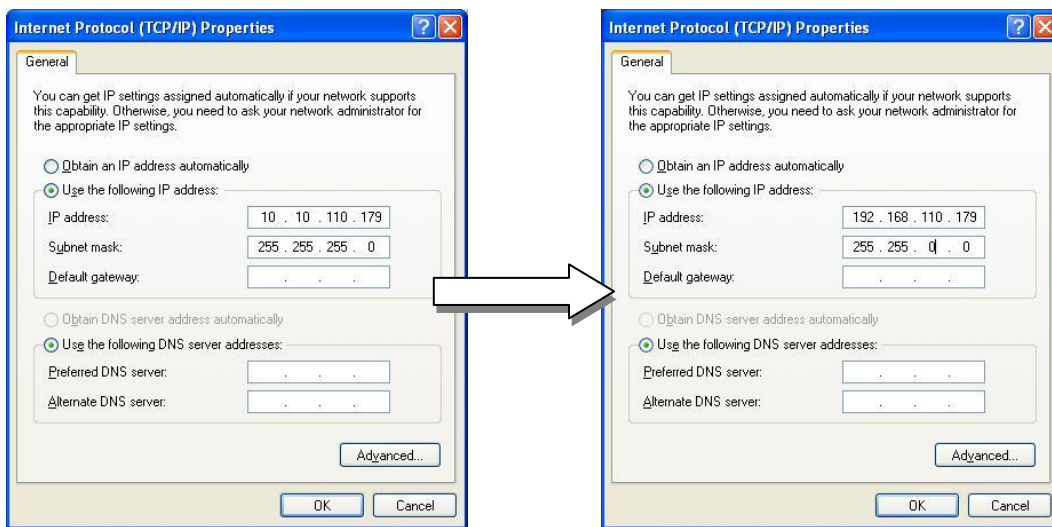 Internet Protocol (TCP/IP) Properties
General
You can get IP settings assigned automatically if your network supports
this capability. Otherwise, you need to ask your network administrator for
the appropriate IP settings.
Obtain an IP address automatically
Use the following IP address:
IP address: 10 . 10 . 110 . 179
Subnet mask: 255 . 255 . 255 . 0
Default gateway: . . .
Obtain DNS server address automatically
Use the following DNS server addresses:
Preferred DNS server: . . .
Alternate DNS server: . . .
Advanced...
OK Cancel
Internet Protocol (TCP/IP) Properties
General
You can get IP settings assigned automatically if your network supports
this capability. Otherwise, you need to ask your network administrator for
the appropriate IP settings.
Obtain an IP address automatically
Use the following IP address:
IP address: 192 . 168 . 110 . 179
Subnet mask: 255 . 255 . 0 . 0
Default gateway: . . .
Obtain DNS server address automatically
Use the following DNS server addresses:
Preferred DNS server: . . .
Alternate DNS server: . . .
Advanced...
OK Cancel